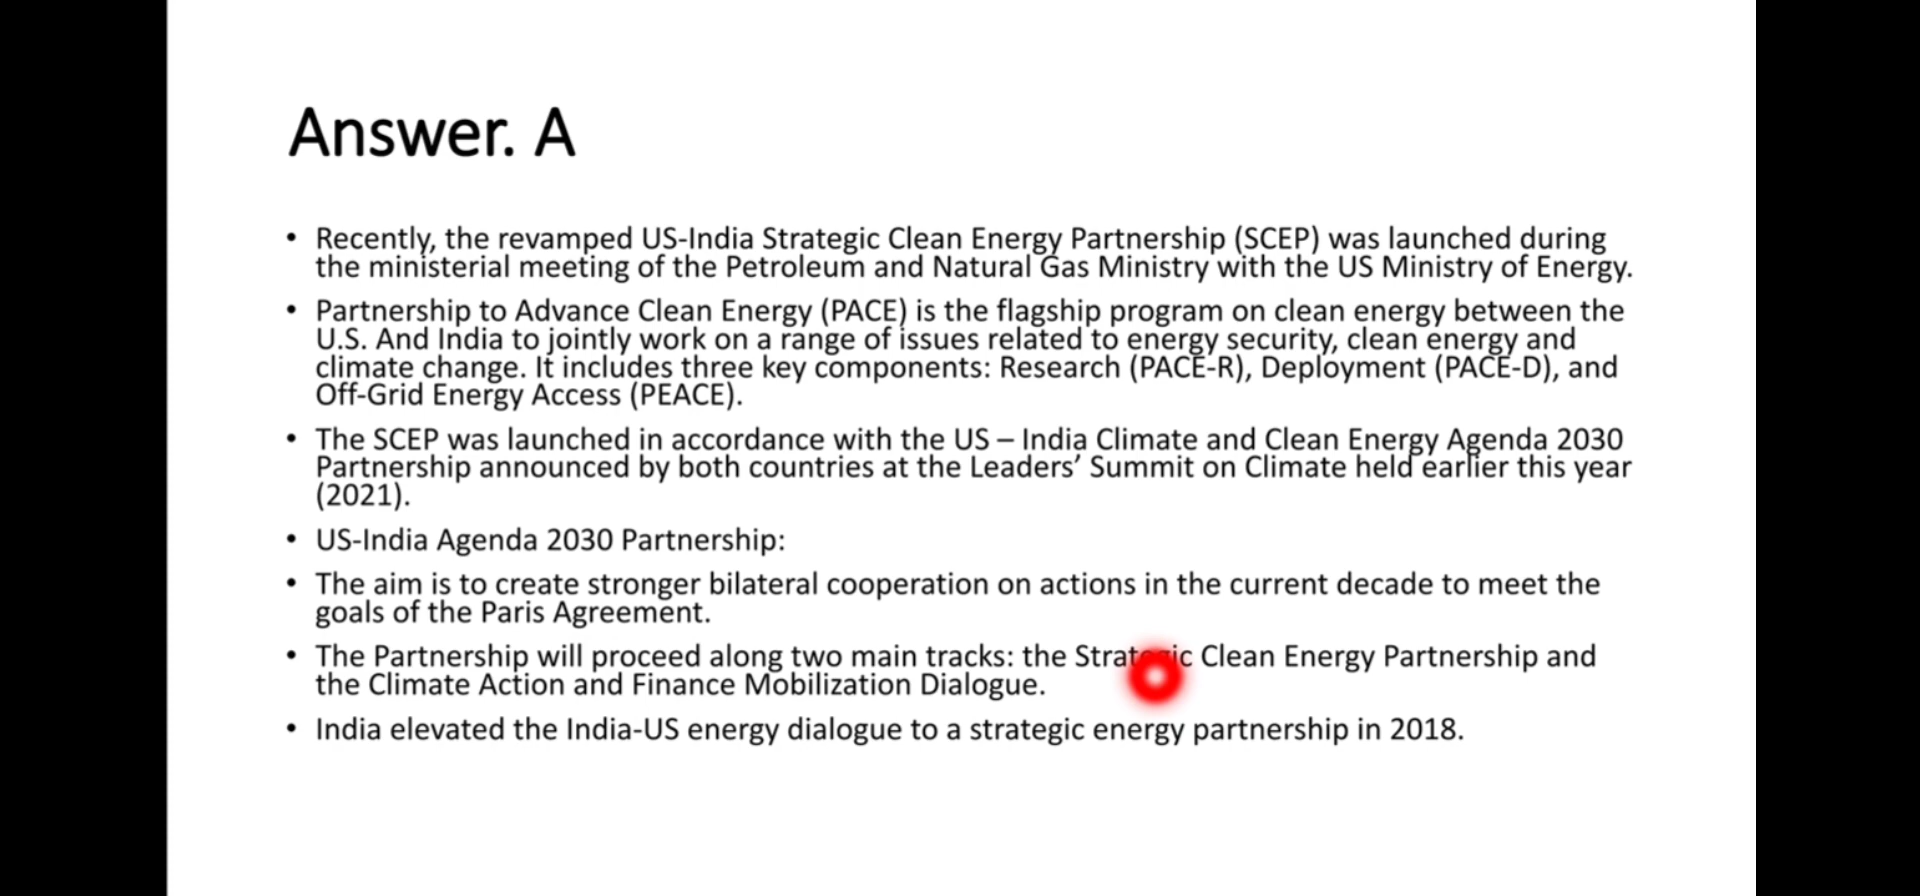 Answer. A
• Recently, the revamped US-India Strategic Clean Energy Partnership (SCEP) was launched during
the ministerial meeting of the Petroleum and Natural Gas Ministry with the US Ministry of Energy.
• Partnership to Advance Clean Energy (PACE) is the flagship program on clean energy between the
U.S. And India to jointly work on a range of issues related to energy security, clean energy and
climate change. It includes three key components: Research (PACE-R), Deployment (PACE-D), and
Off-Grid Energy Access (PEACE).
• The SCEP was launched in accordance with the US – India Climate and Clean Energy Agenda 2030
Partnership announced by both countries at the Leaders’ Summit on Climate held earlier this year
(2021).
• US-India Agenda 2030 Partnership:
• The aim is to create stronger bilateral cooperation on actions in the current decade to meet the
goals of the Paris Agreement.
• The Partnership will proceed along two main tracks: the Strategic Clean Energy Partnership and
the Climate Action and Finance Mobilization Dialogue.
• India elevated the India-US energy dialogue to a strategic energy partnership in 2018.